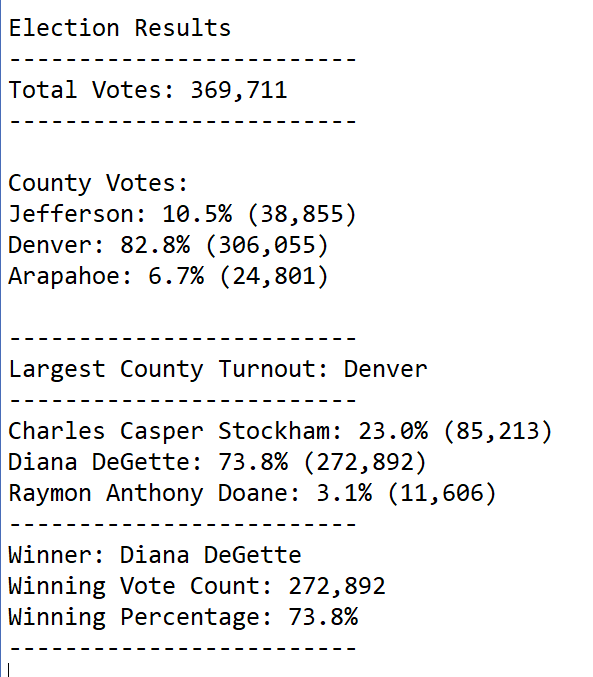 Election Results
-------------------------
Total Votes: 369,711
-------------------------
County Votes:
Jefferson: 10.5% (38,855)
Denver: 82.8% (306,055)
Arapahoe: 6.7% (24,801)
-------------------------
Largest County Turnout: Denver
-------------------------
Charles Casper Stockham: 23.0% (85,213)
Diana DeGette: 73.8% (272,892)
Raymon Anthony Doane: 3.1% (11,606)
-------------------------
Winner: Diana DeGette
Winning Vote Count: 272,892
Winning Percentage: 73.8%
-------------------------